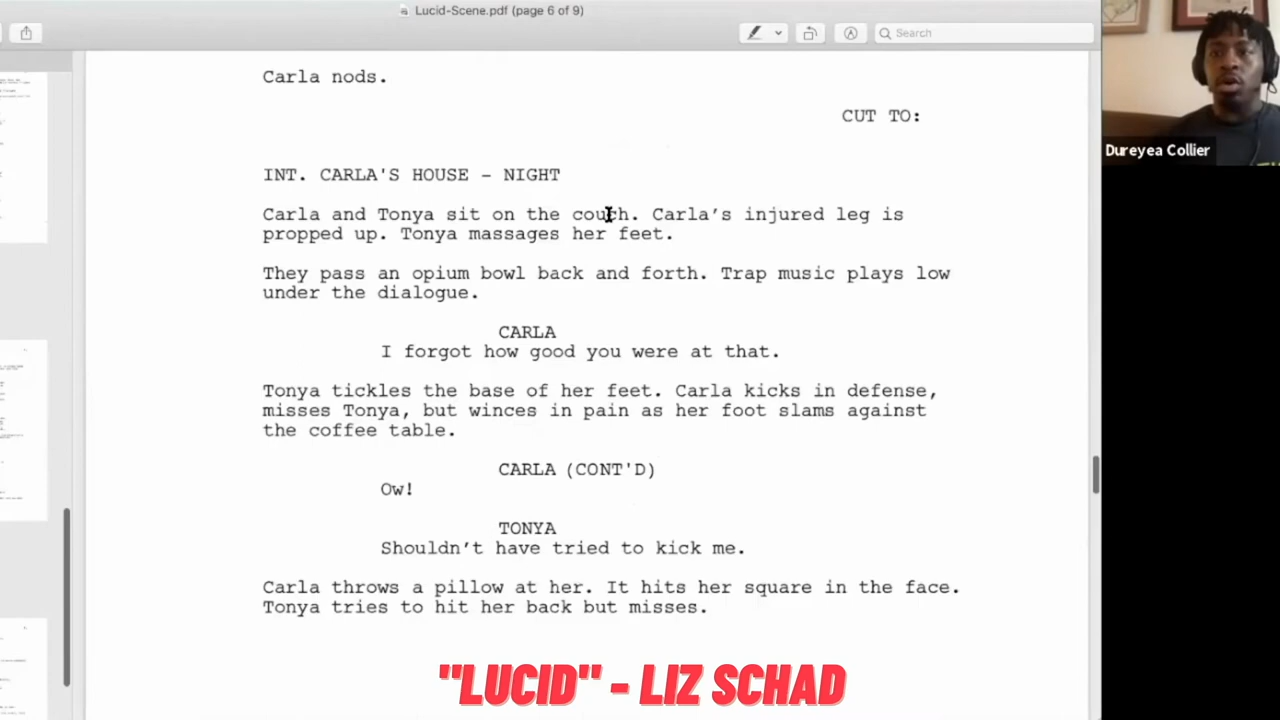 Lucid-Scene.pdf (page 6 of 9)
Search
Carla nods.
CUT TO:
Dureyea Collier
INT. CARLA'S HOUSE – NIGHT
Carla and Tonya sit on the couch. Carla’s injured leg is
propped up. Tonya massages her feet.
They pass an opium bowl back and forth. Trap music plays low
under the dialogue.
CARLA
I forgot how good you were at that.
Tonya tickles the base of her feet. Carla kicks in defense,
misses Tonya, but winces in pain as her foot slams against
the coffee table.
CARLA (CONT'D)
Ow!
TONYA
Shouldn’t have tried to kick me.
Carla throws a pillow at her. It hits her square in the face.
Tonya tries to hit her back but misses.
"LUCID" - LIZ SCHAD